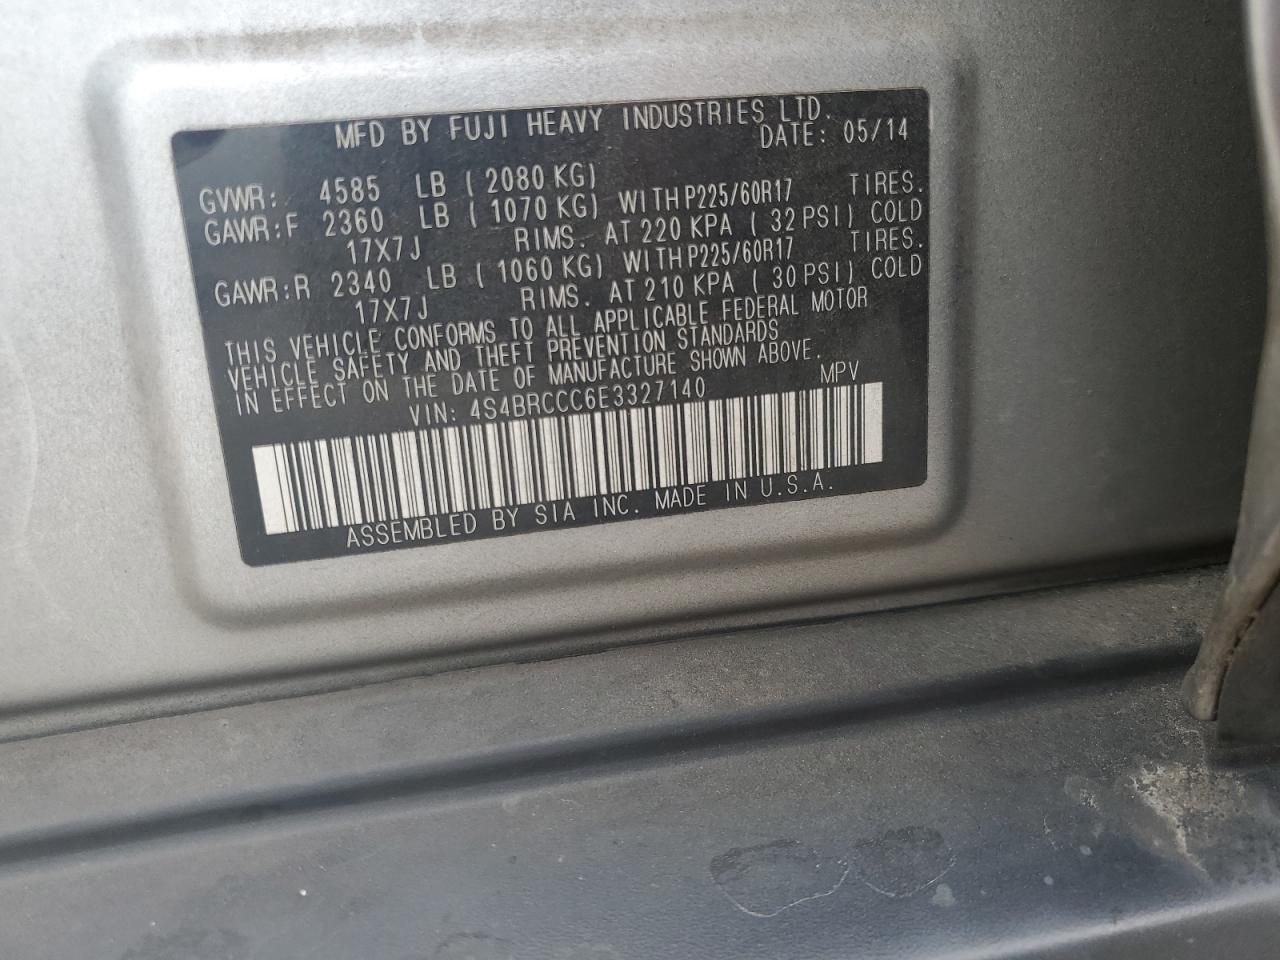 MFD BY FUJI HEAVY INDUSTRIES LTD.
DATE: 05/14
GVWR: 4585 LB ( 2080 KG)
GAWR:F 2360 LB ( 1070 KG) WITH P225/60R17 TIRES.
17X7J RIMS. AT 220 KPA ( 32 PSI) COLD
GAWR:R 2340 LB ( 1060 KG) WITH P225/60R17 TIRES.
17X7J RIMS. AT 210 KPA ( 30 PSI) COLD
THIS VEHICLE CONFORMS TO ALL APPLICABLE FEDERAL MOTOR
VEHICLE SAFETY AND THEFT PREVENTION STANDARDS
IN EFFECT ON THE DATE OF MANUFACTURE SHOWN ABOVE.
VIN: 4S4BRCCC6E3327140 MPV
ASSEMBLED BY SIA INC. MADE IN U.S.A.